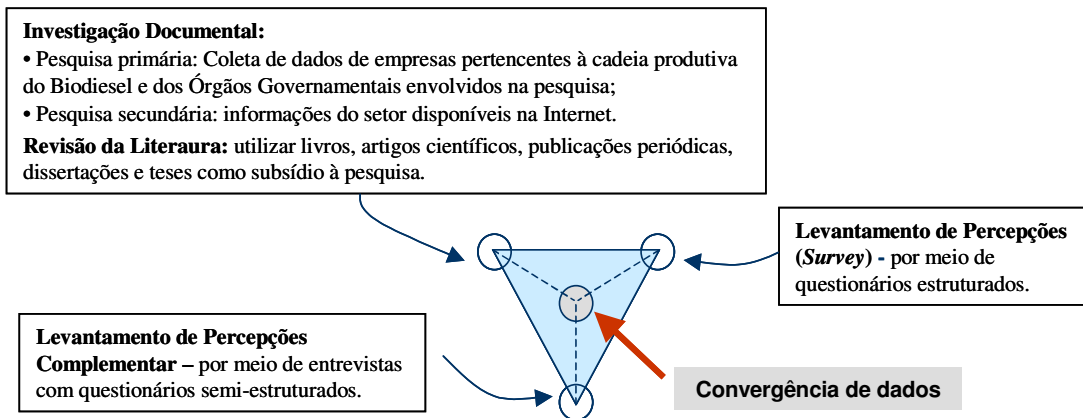 Investigação Documental:
• Pesquisa primária: Coleta de dados de empresas pertencentes à cadeia produtiva
do Biodiesel e dos Órgãos Governamentais envolvidos na pesquisa;
• Pesquisa secundária: informações do setor disponíveis na Internet.
Revisão da Literaura: utilizar livros, artigos científicos, publicações periódicas,
dissertações e teses como subsídio à pesquisa.
Levantamento de Percepções
(Survey) - por meio de
questionários estruturados.
Levantamento de Percepções
Complementar – por meio de entrevistas
com questionários semi-estruturados.
Convergência de dados